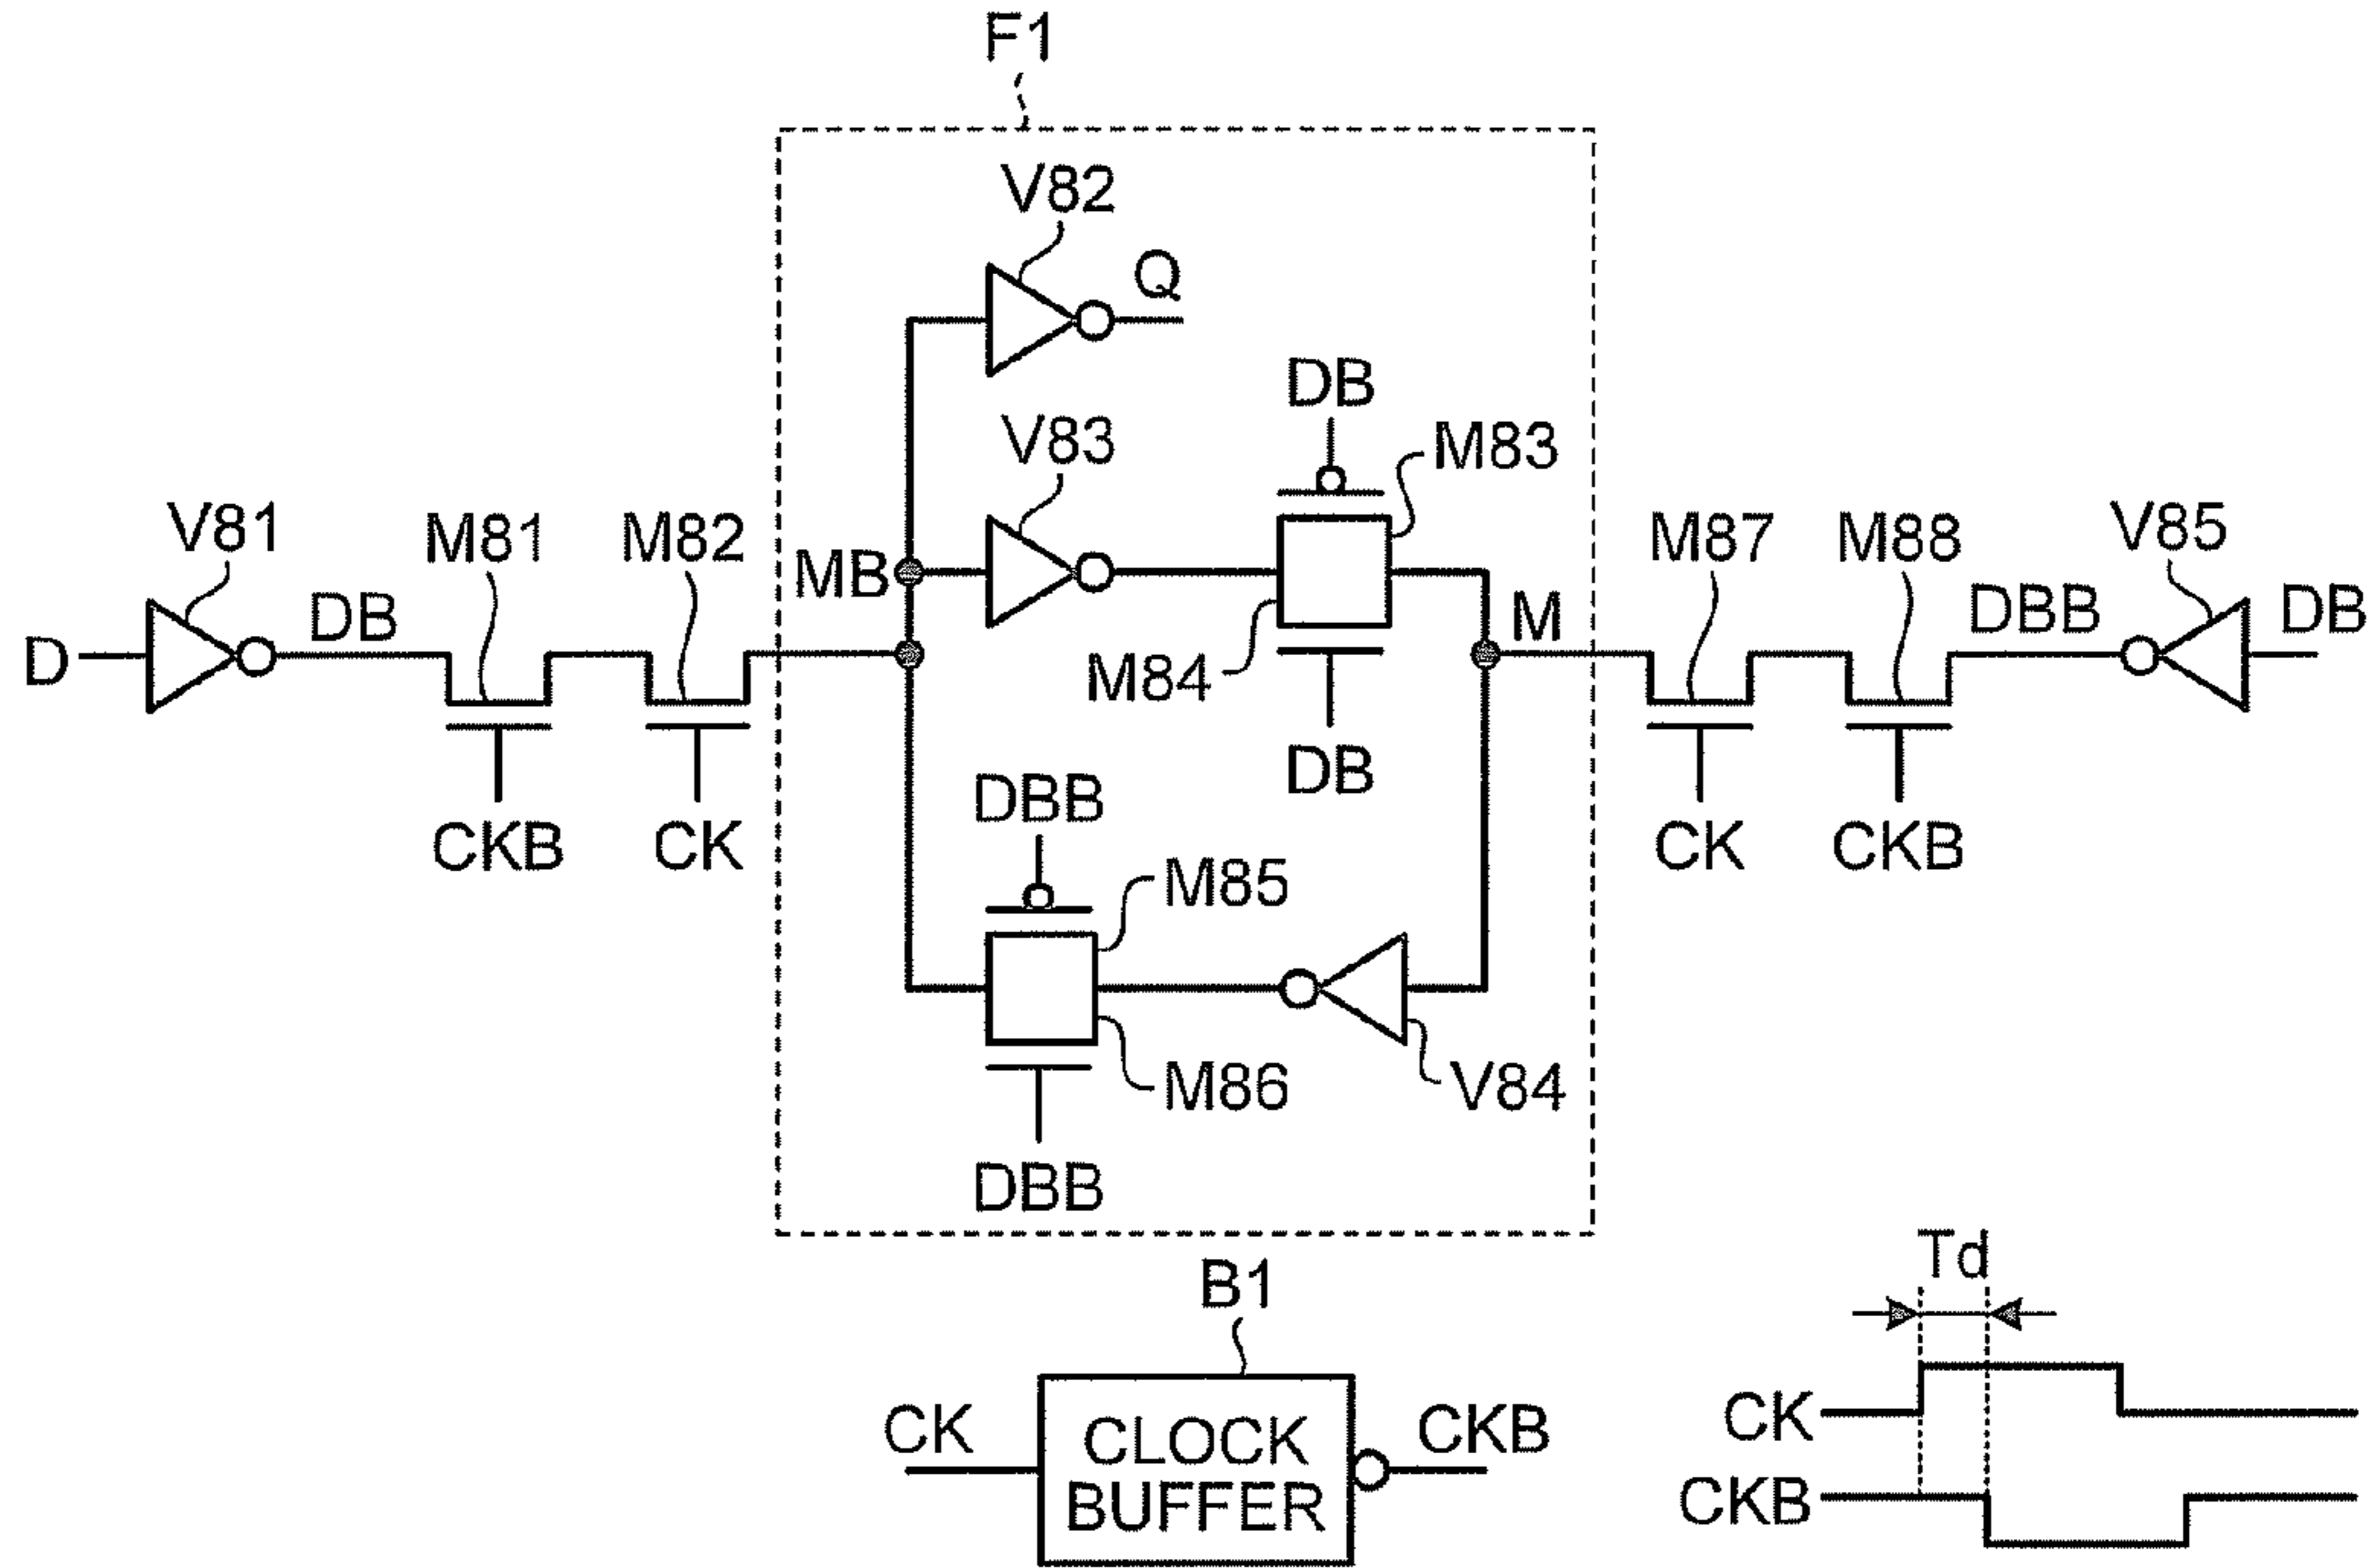 F1
V82
Q
DB
V83
M83
V81
M81
M82
MB
M87
M88
V85
DB
DBB
DB
D
M
M84
DB
CKB
CK
DBB
CK
CKB
M85
M86
V84
DBB
B1
Td
CK
CLOCK
BUFFER
CKB
CK
CKB